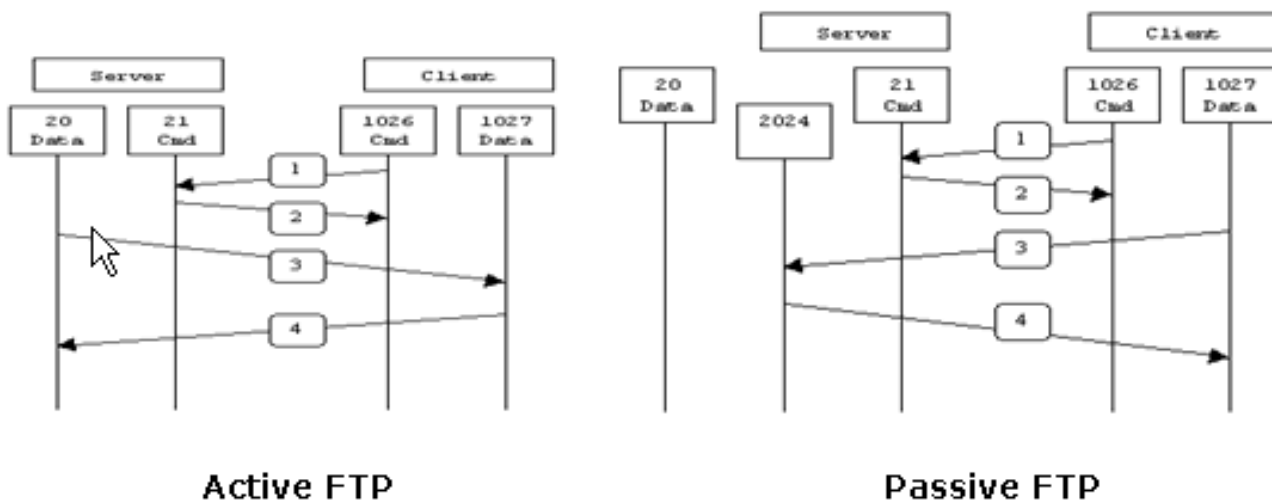 Server
Client
20
Data
21
Cmd
1026
Cmd
1027
Data
1
2
3
4
Active FTP
Server
Client
20
Data
2024
21
Cmd
1026
Cmd
1027
Data
1
2
3
4
Passive FTP